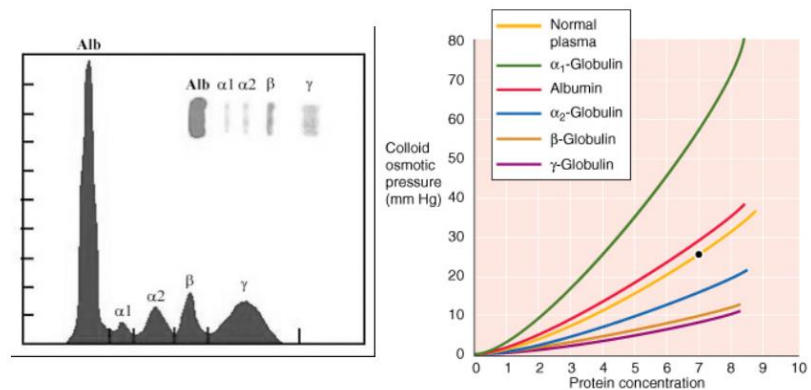 Alb
Alb α1 α2 β γ
α1
α2
β
γ
Normal
plasma
α₁-Globulin
Albumin
α₂-Globulin
β-Globulin
γ-Globulin
Colloid
osmotic
pressure
(mm Hg)
80
70
60
50
40
30
20
10
0
0 1 2 3 4 5 6 7 8 9 10
Protein concentration